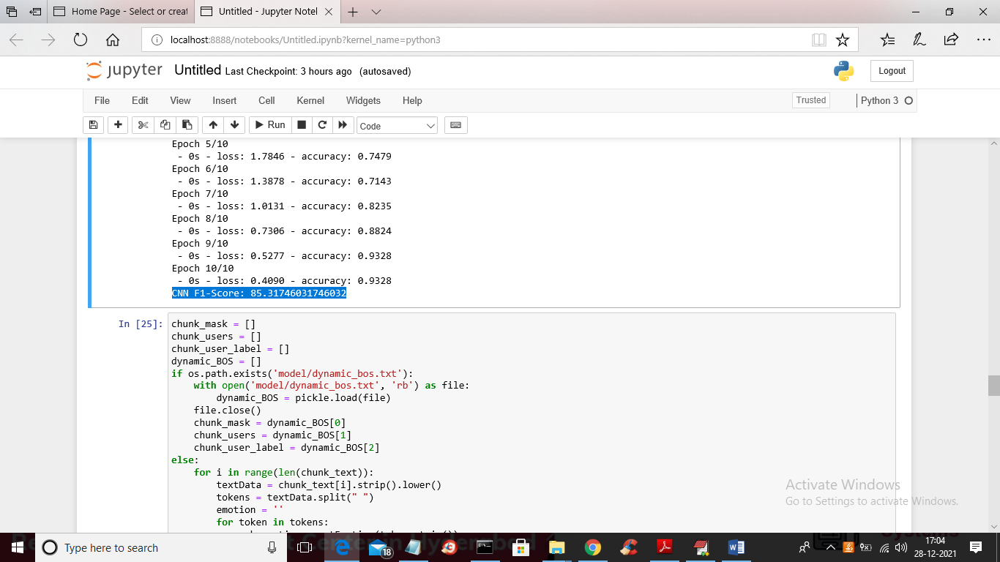 Home Page - Select or creat
Untitled - Jupyter Notel
localhost:8888/notebooks/Untitled.ipynb?kernel_name=python3
jupyter Untitled Last Checkpoint: 3 hours ago (autosaved)
Logout
File Edit View Insert Cell Kernel Widgets Help
Trusted
Python 3
Run
Code
Epoch 5/10
- 0s - loss: 1.7846 - accuracy: 0.7479
Epoch 6/10
- 0s - loss: 1.3878 - accuracy: 0.7143
Epoch 7/10
- 0s - loss: 1.0131 - accuracy: 0.8235
Epoch 8/10
- 0s - loss: 0.7306 - accuracy: 0.8824
Epoch 9/10
- 0s - loss: 0.5277 - accuracy: 0.9328
Epoch 10/10
- 0s - loss: 0.4090 - accuracy: 0.9328
CNN F1-Score: 85.31746031746032
In [25]: chunk_mask = []
chunk_users = []
chunk_user_label = []
dynamic_BOS = []
if os.path.exists('model/dynamic_bos.txt'):
    with open('model/dynamic_bos.txt', 'rb') as file:
        dynamic_BOS = pickle.load(file)
    file.close()
    chunk_mask = dynamic_BOS[0]
    chunk_users = dynamic_BOS[1]
    chunk_user_label = dynamic_BOS[2]
else:
    for i in range(len(chunk_text)):
        textData = chunk_text[i].strip().lower()
        tokens = textData.split(" ")
        emotion = ''
        for token in tokens:
Activate Windows
Go to Settings to activate Windows.
Type here to search
18
17:04
28-12-2021